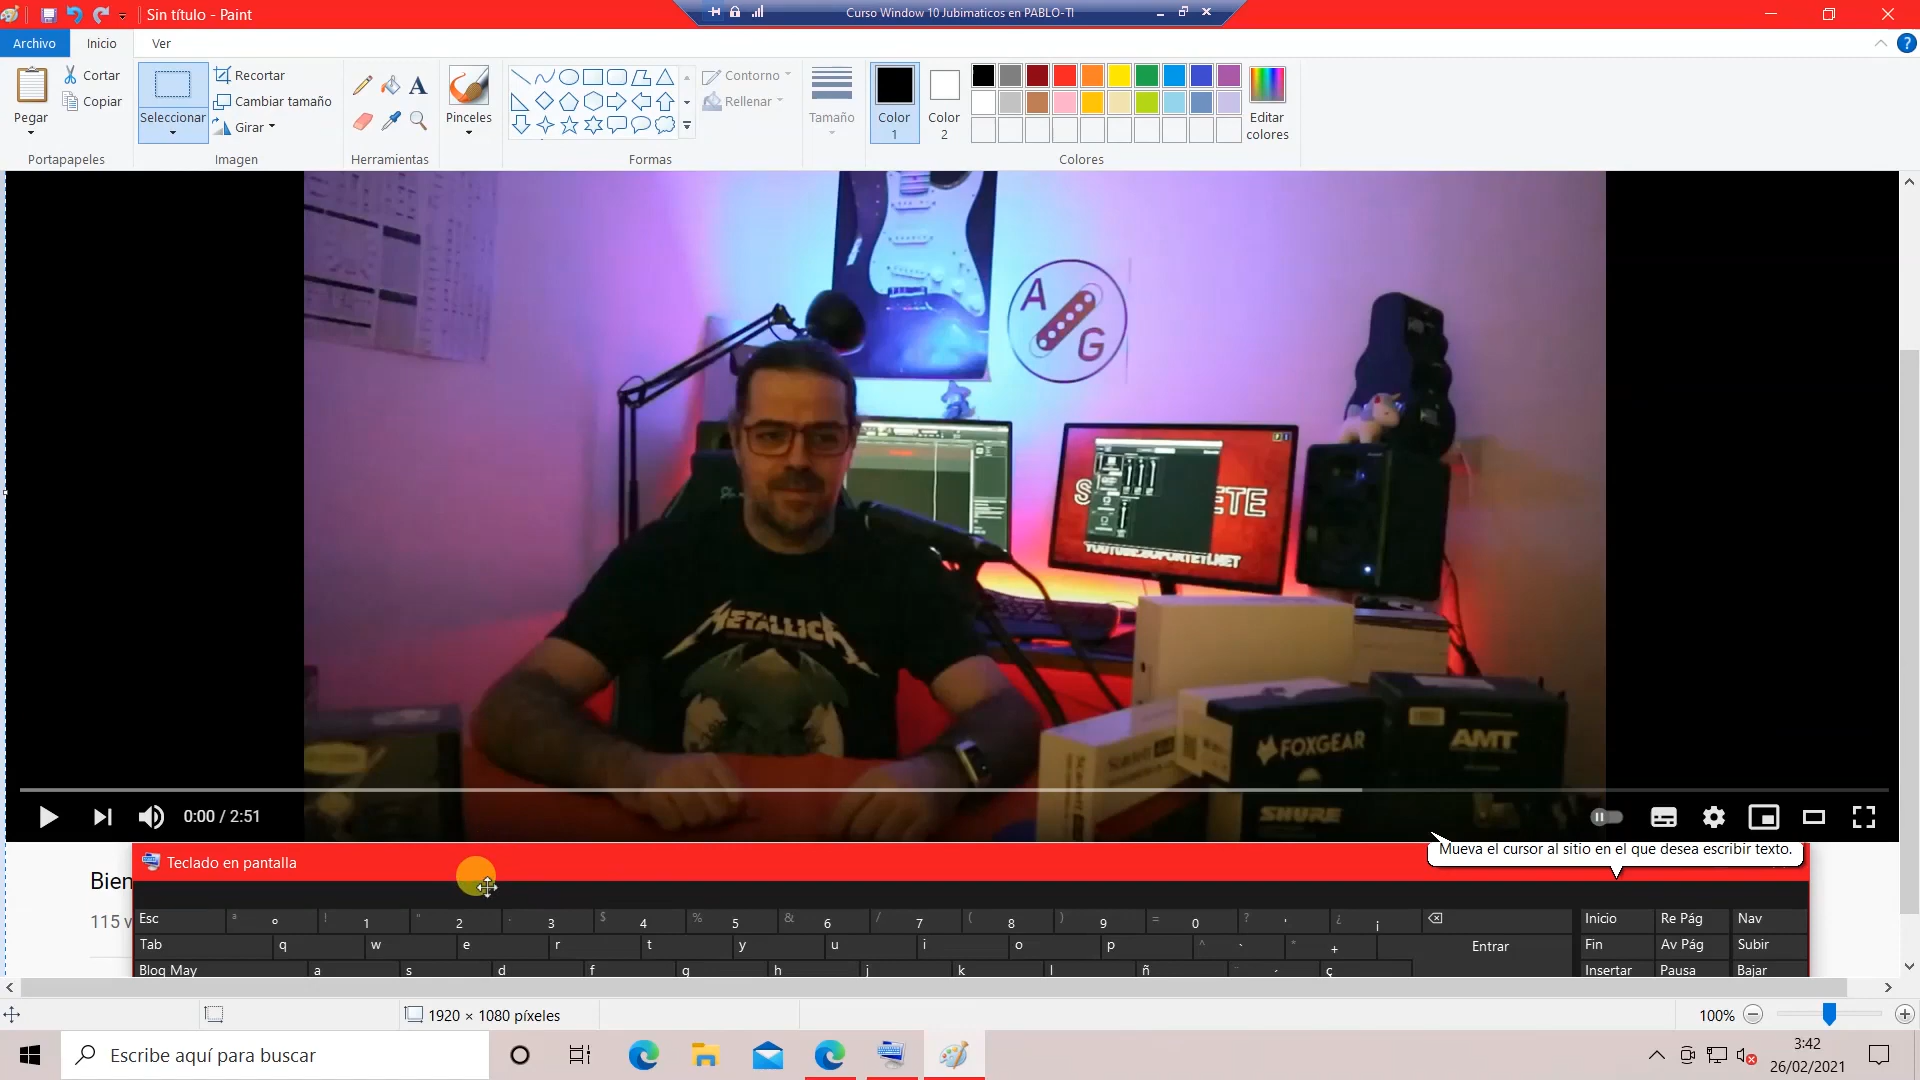 Sin título - Paint
Curso Window 10 Jubimaticos en PABLO-TI
Archivo
Inicio
Ver
?
Pegar
Cortar
Copiar
Portapapeles
Seleccionar
Recortar
Cambiar tamaño
Girar
Imagen
A
Herramientas
Pinceles
Formas
Contorno
Rellenar
Tamaño
Color
1
Color
2
Colores
Editar
colores
A
G
METALLICA
YOUTUBE.SOPORTETI.NET
FOXGEAR
AMT
SHURE
0:00 / 2:51
Mueva el cursor al sitio en el que desea escribir texto.
Bien
115 v
Teclado en pantalla
Esc ª º ! 1 " 2 · 3 $ 4 % 5 & 6 / 7 ( 8 ) 9 = 0 ? ' ¿ ¡ Inicio Re Pág Nav
Tab q w e r t y u i o p ^ ` * + Entrar Fin Av Pág Subir
Bloq May a s d f g h j k l ñ ¨ ´ ç Insertar Pausa Bajar
1920 × 1080 píxeles
100%
Escribe aquí para buscar
3:42
26/02/2021